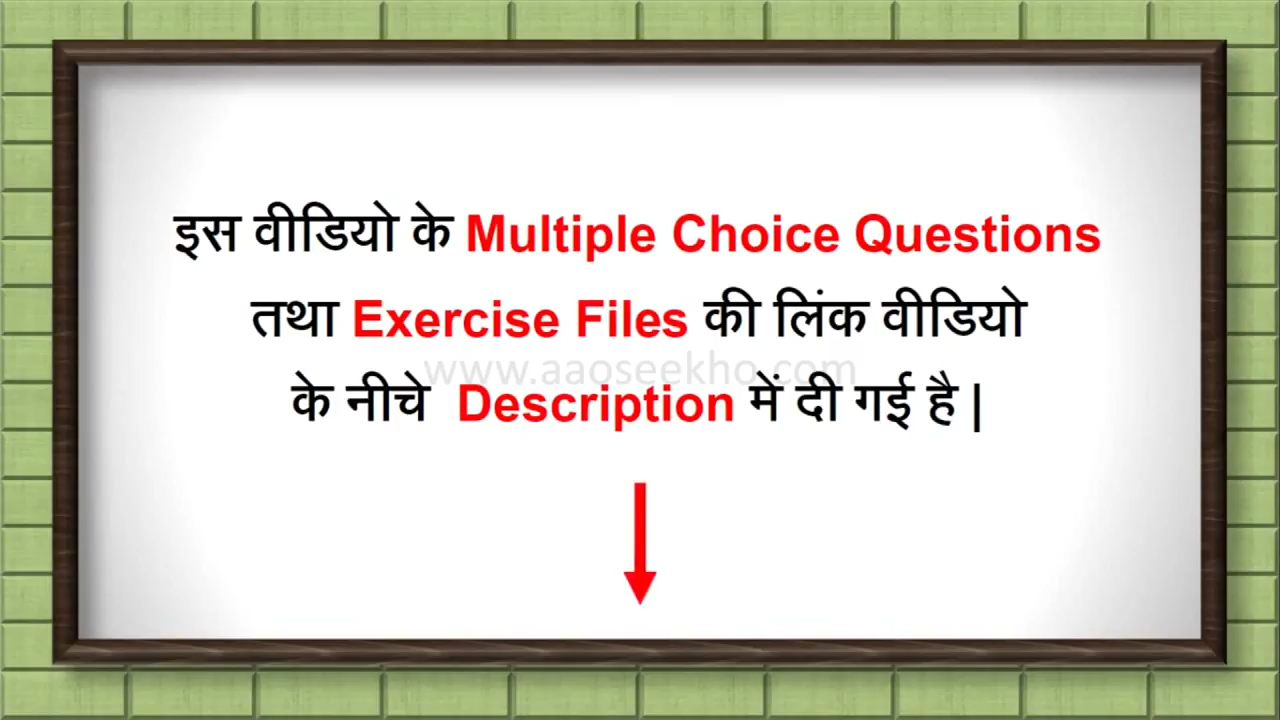 इस वीडियो के Multiple Choice Questions
तथा Exercise Files की लिंक वीडियो
www.aaoseekho.com
के नीचे Description में दी गई है |